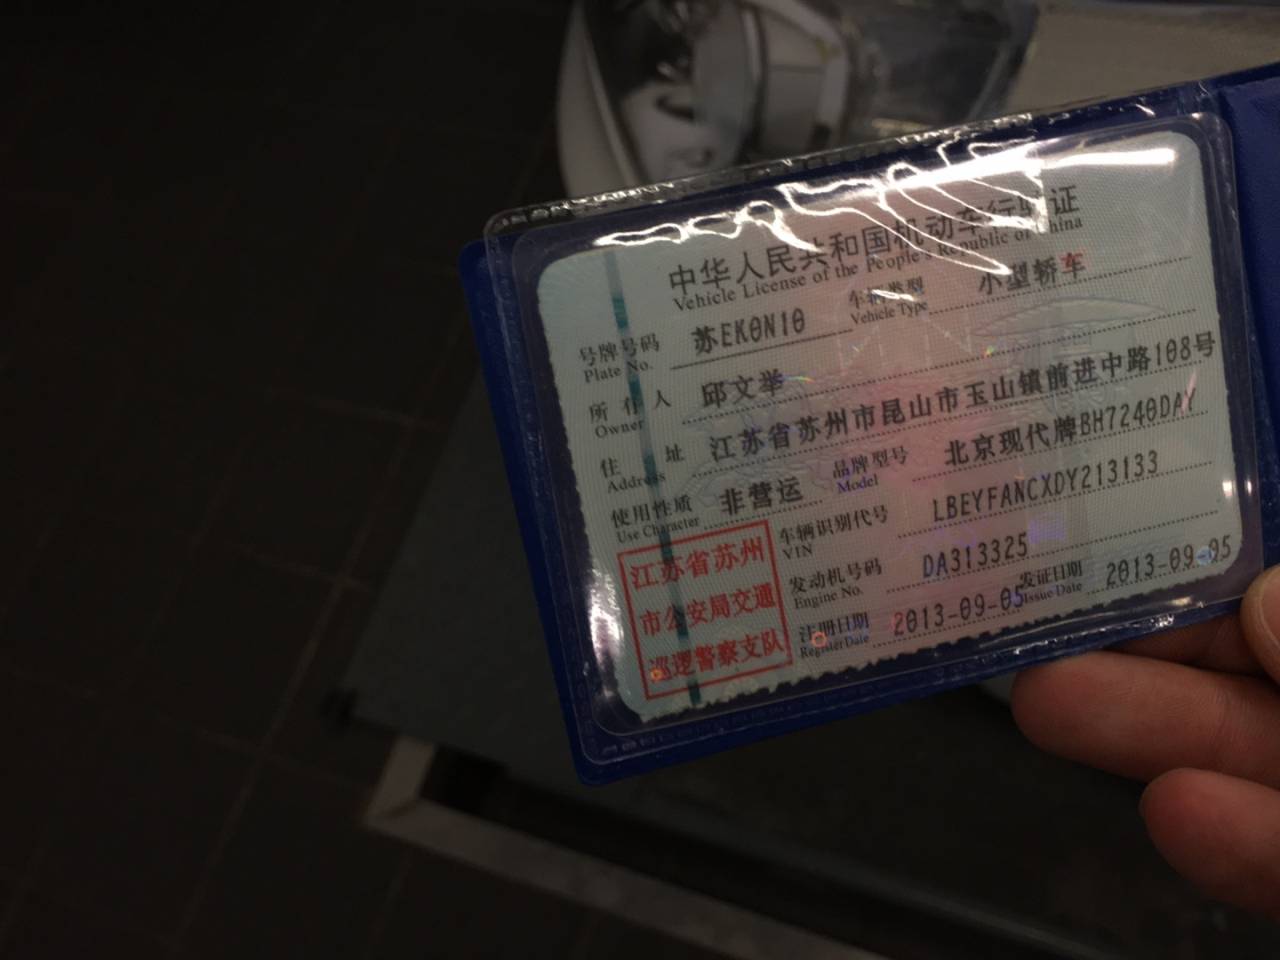 中华人民共和国机动车行驶证
Vehicle License of the People's Republic of China
号牌号码 苏EK0N10 车辆类型 小型轿车
Plate No. Vehicle Type
所有人 邱文举
Owner
住址 江苏省苏州市昆山市玉山镇前进中路108号
Address
使用性质 非营运 品牌型号 北京现代牌BH7240DAY
Use Character Model
车辆识别代号 LBEYFANCXDY213133
VIN
发动机号码 DA313325
Engine No.
注册日期 2013-09-05 发证日期 2013-09-05
Register Date Issue Date
江苏省苏州
市公安局交通
巡逻警察支队